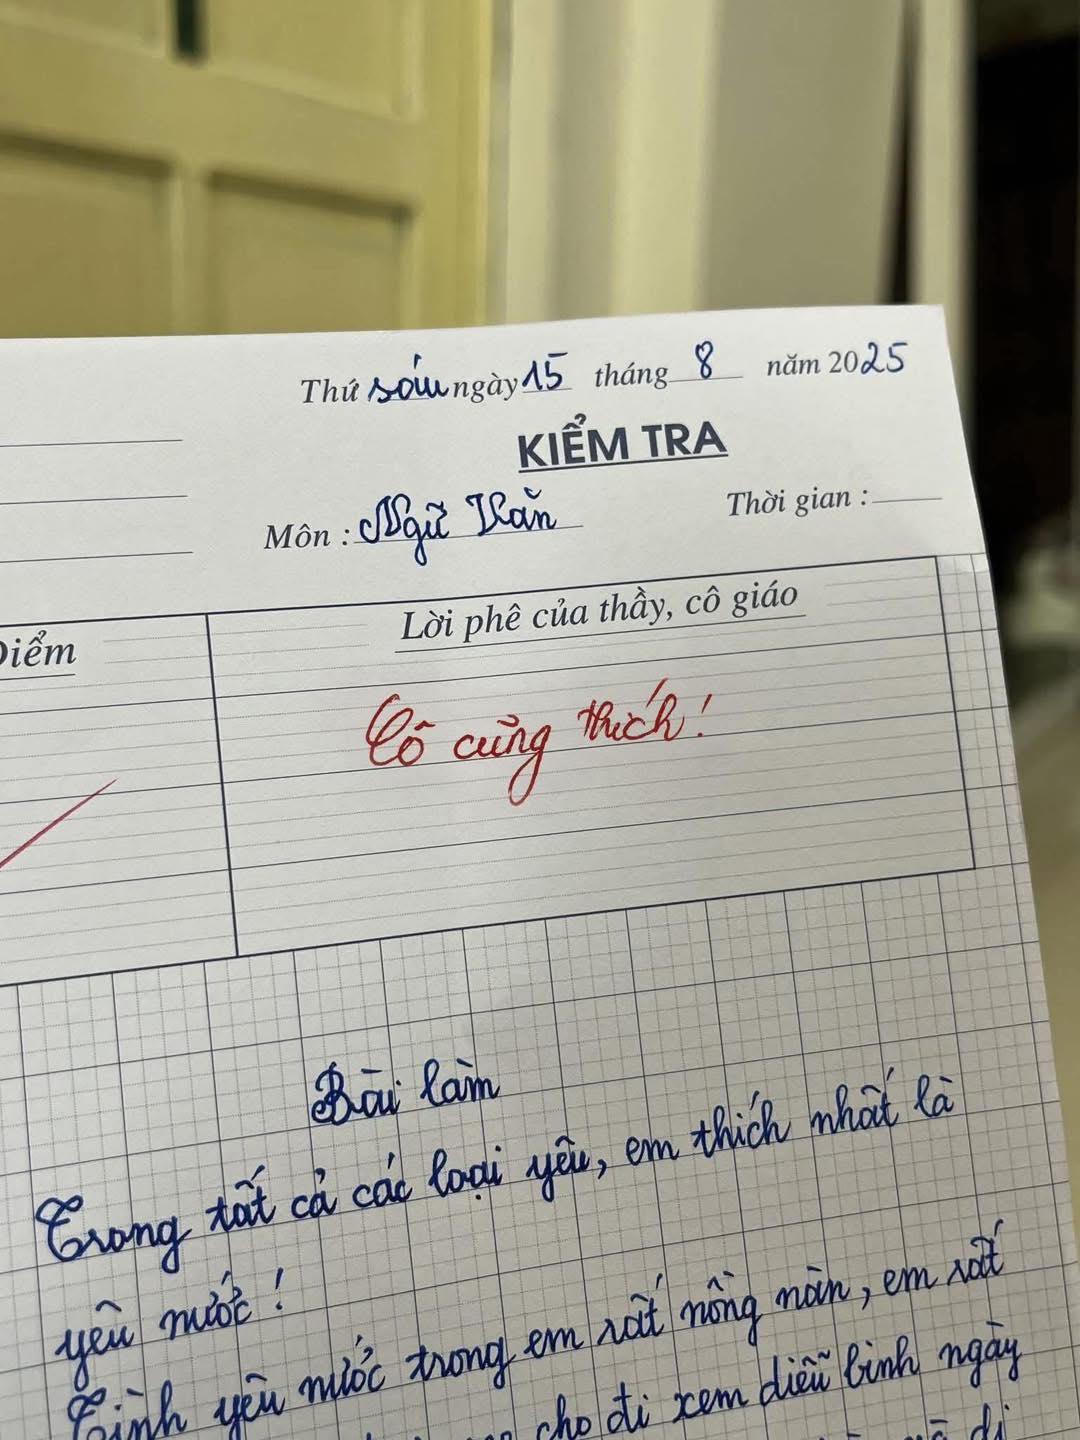 Thứ sáu ngày 15 tháng 8 năm 2025
KIỂM TRA
Môn : Ngữ Văn Thời gian :
Điểm Lời phê của thầy, cô giáo
Cô cũng thích!
Bài làm
Trong tất cả các loại yêu, em thích nhất là
yêu nước!
Tình yêu nước trong em rất nồng nàn, em rất
cho đi xem diễu binh ngày
đi